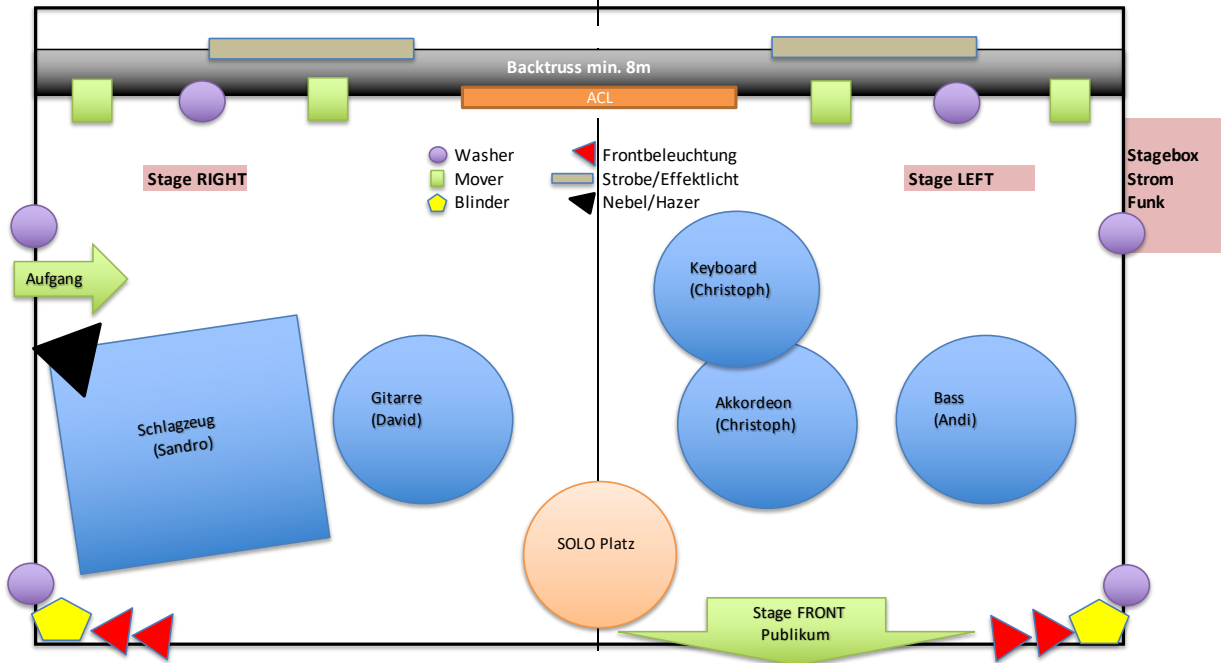 Backtruss min. 8m
ACL
Washer
Mover
Blinder
Frontbeleuchtung
Strobe/Effektlicht
Nebel/Hazer
Stage RIGHT
Stage LEFT
Stagebox
Strom
Funk
Aufgang
Keyboard
(Christoph)
Schlagzeug
(Sandro)
Gitarre
(David)
Akkordeon
(Christoph)
Bass
(Andi)
SOLO Platz
Stage FRONT
Publikum